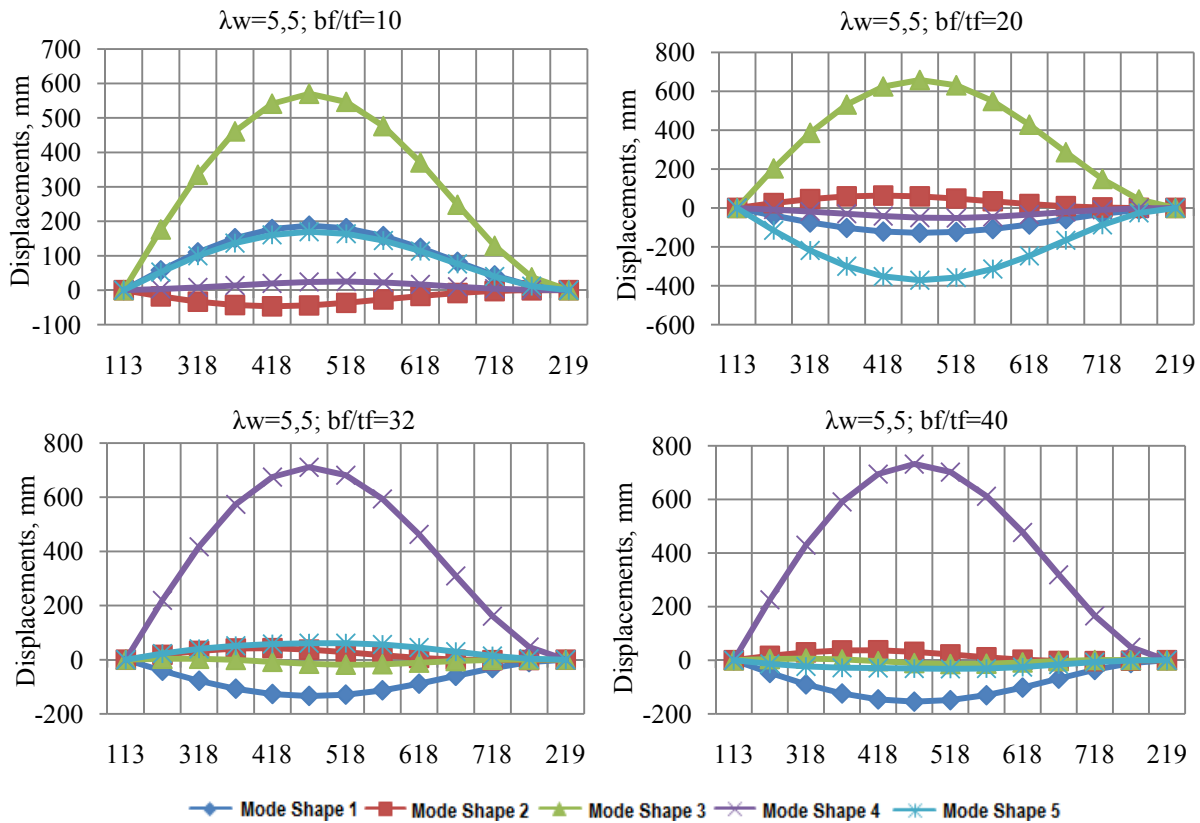 λw=5,5; bf/tf=10
Displacements, mm
700
600
500
400
300
200
100
0
-100
113 318 418 518 618 718 219
λw=5,5; bf/tf=20
Displacements, mm
800
600
400
200
0
-200
-400
-600
113 318 418 518 618 718 219
λw=5,5; bf/tf=32
Displacements, mm
800
600
400
200
0
-200
113 318 418 518 618 718 219
λw=5,5; bf/tf=40
Displacements, mm
800
600
400
200
0
-200
113 318 418 518 618 718 219
Mode Shape 1 Mode Shape 2 Mode Shape 3 Mode Shape 4 Mode Shape 5